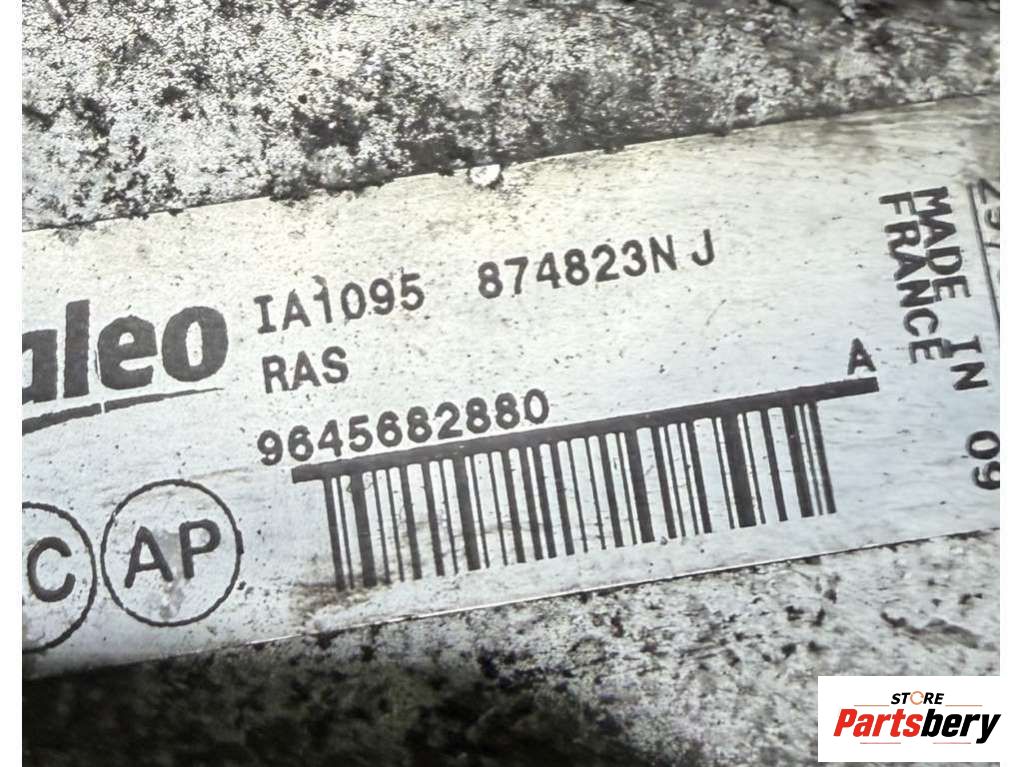 aleo IA1095 874823N J
RAS
9645682880 A
C AP
MADE IN
FRANCE
09
STORE
Partsbery